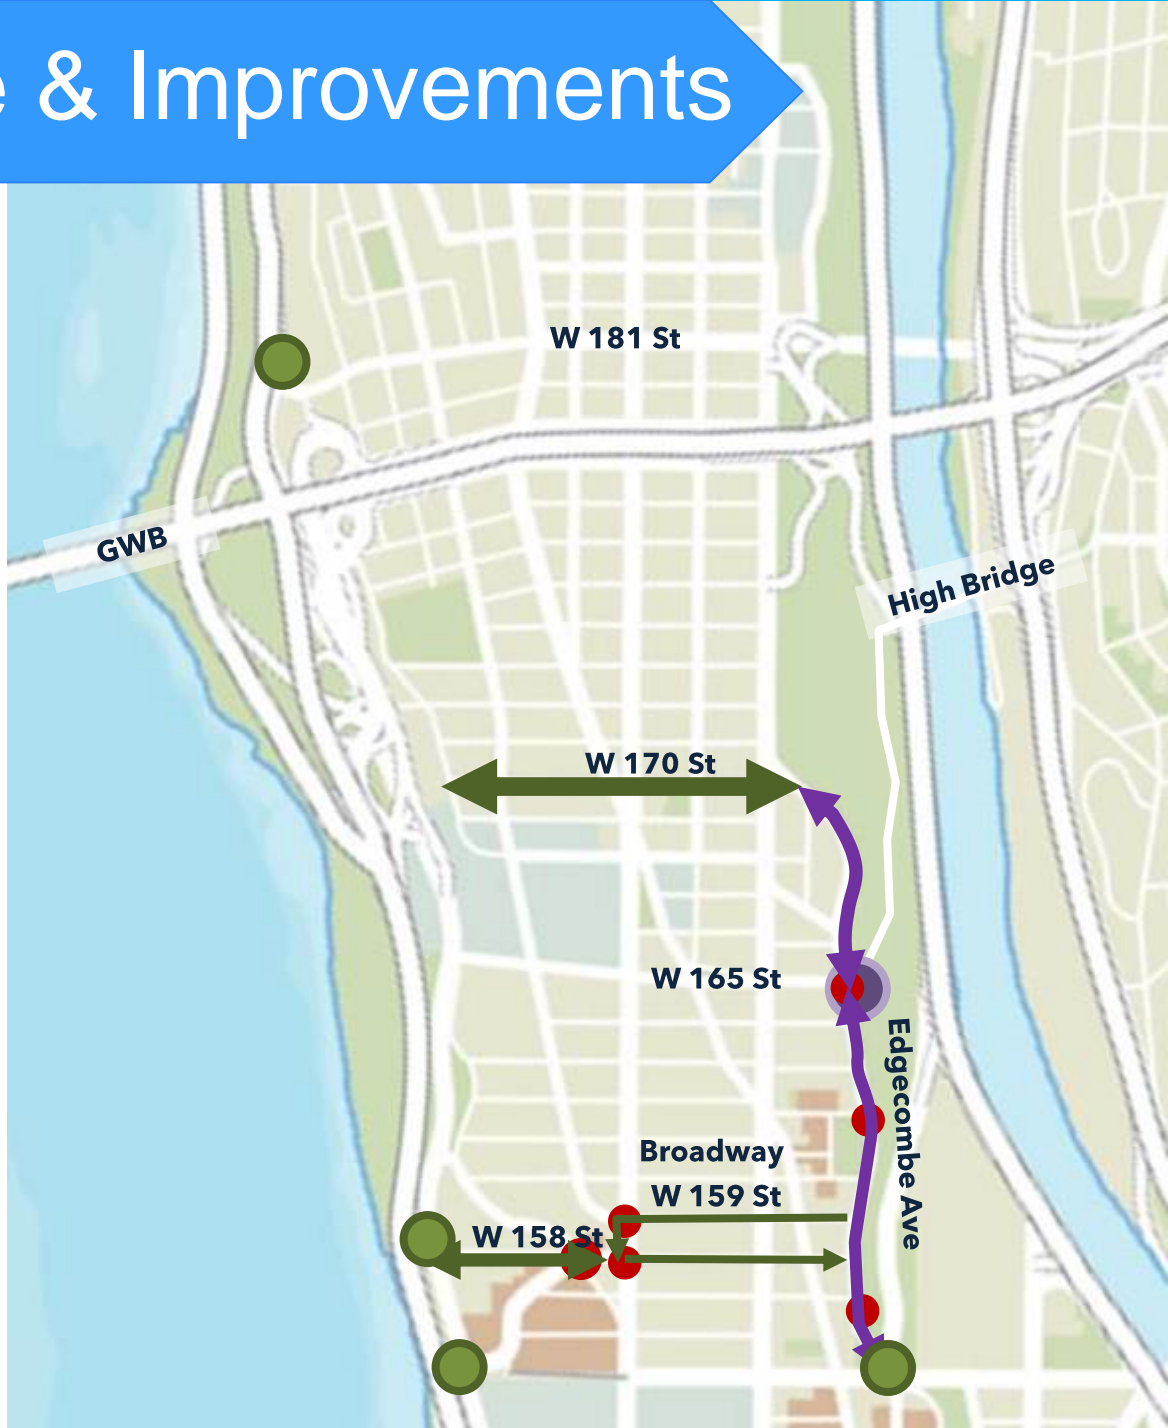 & Improvements
W 181 St
GWB
High Bridge
W 170 St
W 165 St
Edgecombe Ave
Broadway
W 159 St
W 158 St